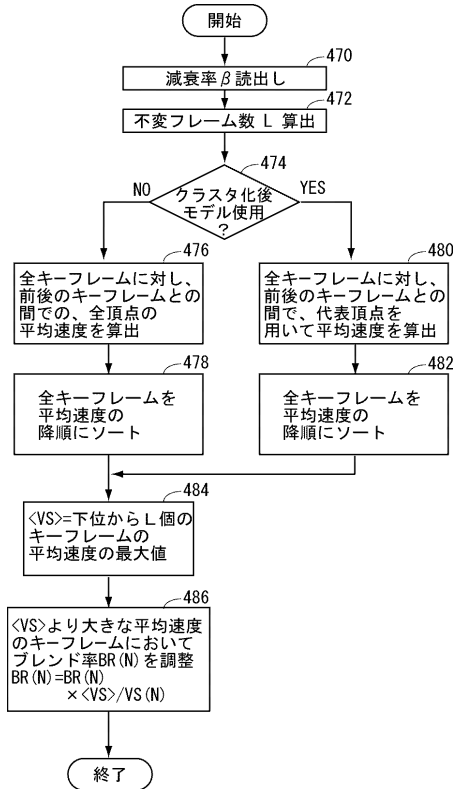 開始
470
減衰率β読出し
472
不変フレーム数 L 算出
474
クラスタ化後
モデル使用
?
NO
YES
476
全キーフレームに対し、
前後のキーフレームとの
間での、全頂点の
平均速度を算出
480
全キーフレームに対し、
前後のキーフレームとの
間で、代表頂点を
用いて平均速度を算出
478
全キーフレームを
平均速度の
降順にソート
482
全キーフレームを
平均速度の
降順にソート
484
<VS>=下位からL個の
キーフレームの
平均速度の最大値
486
<VS>より大きな平均速度
のキーフレームにおいて
ブレンド率BR(N)を調整
BR(N)=BR(N)
×<VS>/VS(N)
終了